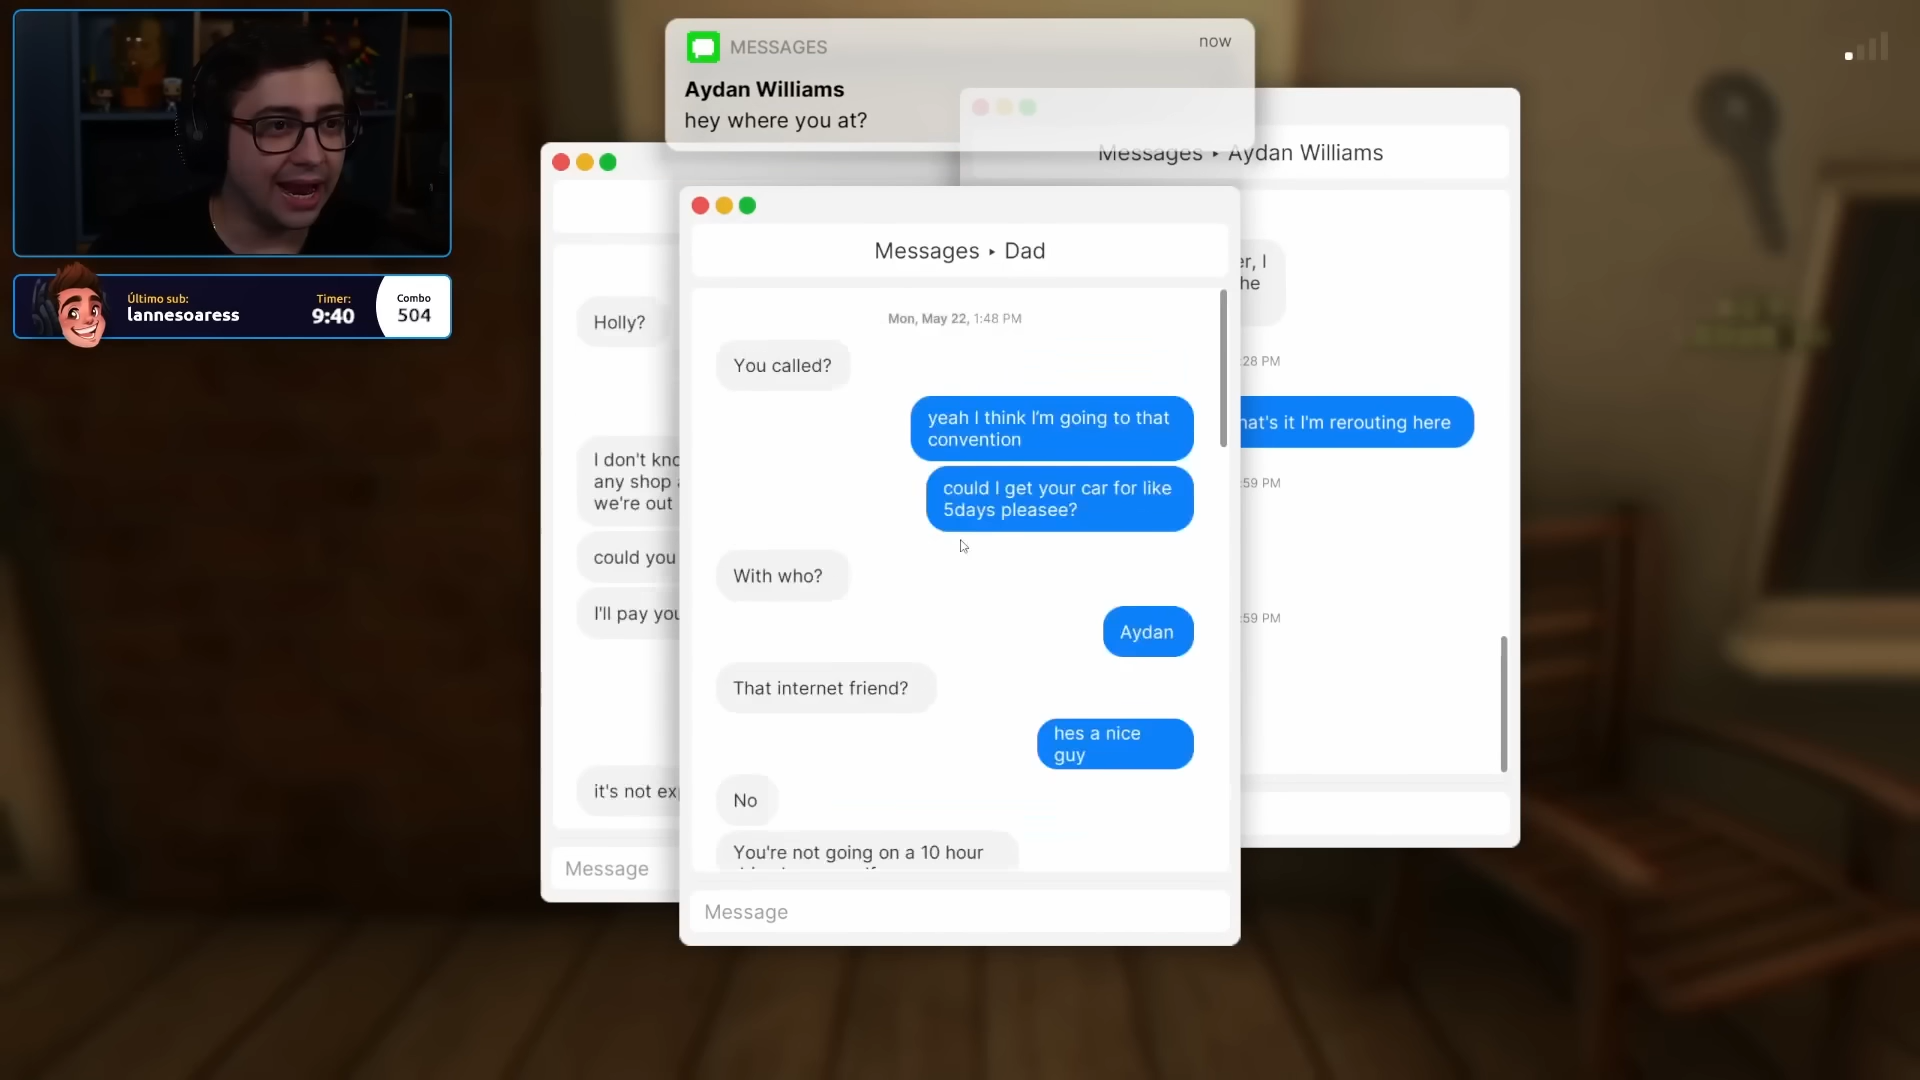 MESSAGES
now
Aydan Williams
hey where you at?
Messages ‣ Aydan Williams
Último sub:
lannesoaress
Timer:
9:40
Combo
504
Holly?
I don't kno
any shop
we're out
could you
I'll pay you
it's not exp
Message
Messages ‣ Dad
Mon, May 22, 1:48 PM
You called?
yeah I think I'm going to that
convention
could I get your car for like
5days pleasee?
With who?
Aydan
That internet friend?
hes a nice
guy
No
You're not going on a 10 hour
Message
er, I
he
:28 PM
hat's it I'm rerouting here
:59 PM
:59 PM